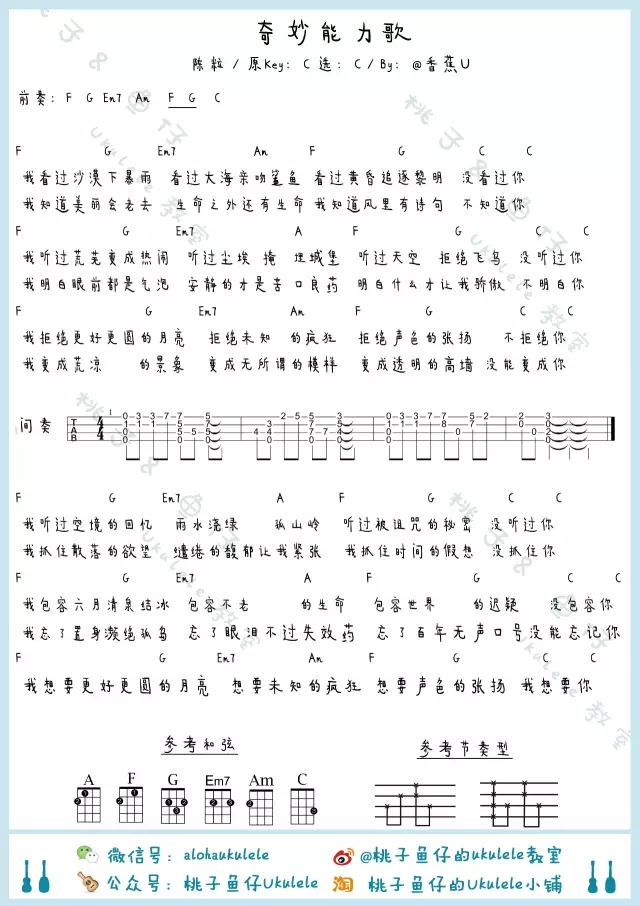 奇妙能力歌
陈粒 / 原Key: C 选: C / By: @香蕉U
前奏: F G Em7 Am F G C
F G Em7 Am F G C C
我看过沙漠下暴雨 看过大海亲吻鲨鱼 看过黄昏追逐黎明 没看过你
我知道美丽会老去 生命之外还有生命 我知道风里有诗句 不知道你
F G Em7 A F G C C
我听过荒芜变成热闹 听过尘埃 掩 埋城堡 听过天空 拒绝飞鸟 没听过你
我明白眼前都是气泡 安静的才是苦口良药 明白什么才让我骄傲 不明白你
F G Em7 Am F G C C
我拒绝更好更圆的月亮 拒绝未知 的疯狂 拒绝声色的张扬 不拒绝你
我变成荒凉 的景象 变成无所谓的模样 变成透明的高墙 没能变成你
间奏
F G Em7 A F G C C
我听过空境的回忆 雨水浇绿 孤山岭 听过被诅咒的秘密 没听过你
我抓住散落的欲望 缱绻的馥郁让我紧张 我抓住时间的假想 没抓住你
F G Em7 A F G C C
我包容六月清泉结冰 包容不老 的生命 包容世界 的迟疑 没包容你
我忘了置身濒绝孤岛 忘了眼泪不过失效药 忘了百年无声口号没能忘记你
F G Em7 Am F G C C
我想要更好更圆的月亮 想要未知的疯狂 想要声色的张扬 我想要你
参考和弦
参考节奏型
A F G Em7 Am C
微信号: alohaukulele
@桃子鱼仔的ukulele教室
公众号: 桃子鱼仔Ukulele
淘 桃子鱼仔的Ukulele小铺
桃子&鱼仔 Ukulele 教室